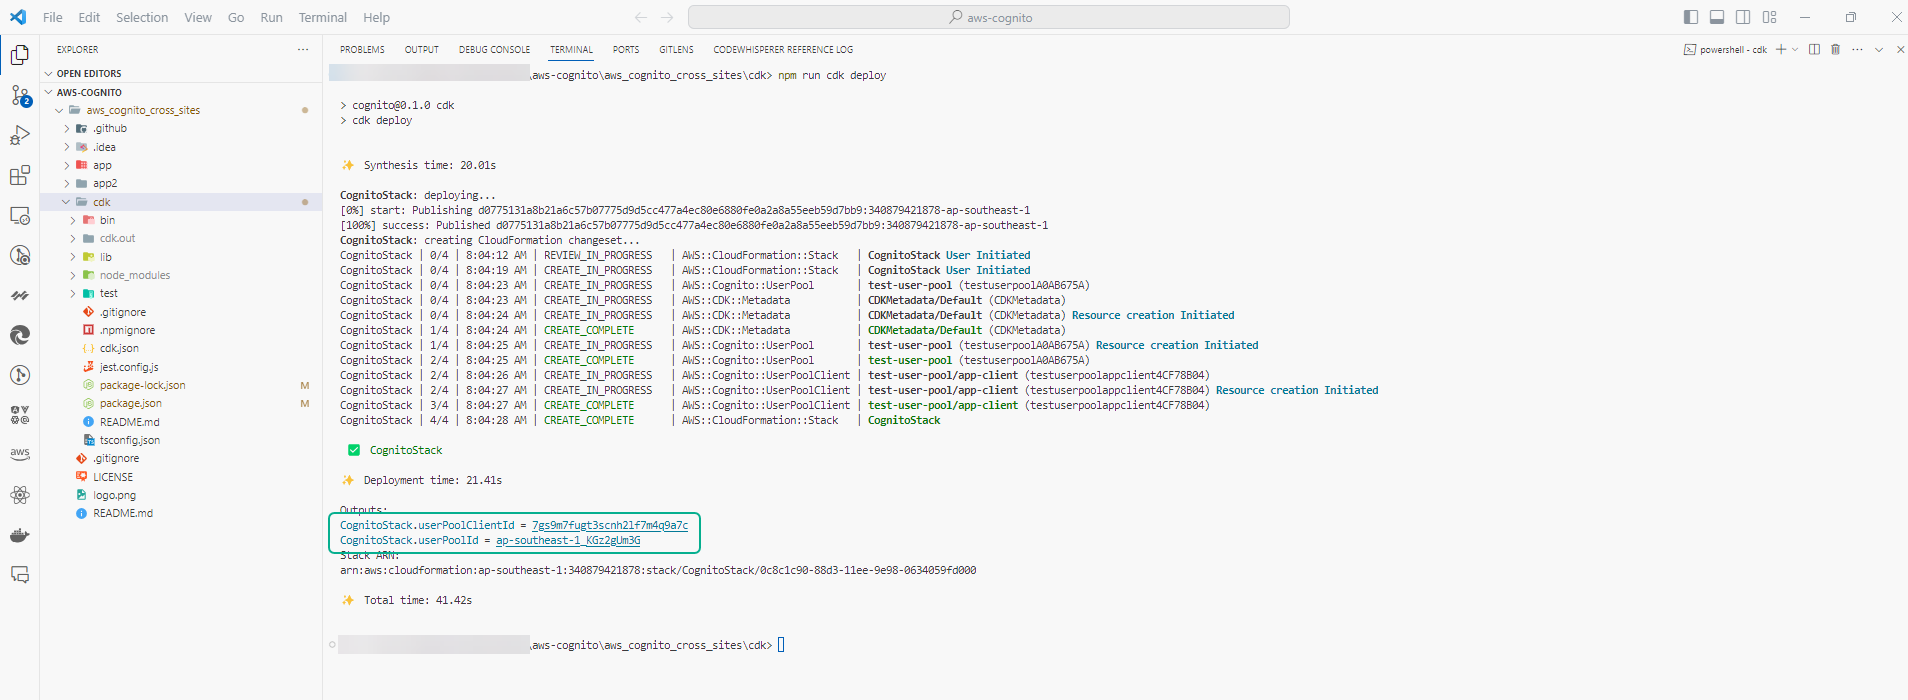 File Edit Selection View Go Run Terminal Help
aws-cognito
EXPLORER
OPEN EDITORS
AWS-COGNITO
aws_cognito_cross_sites
.github
.idea
app
app2
cdk
bin
cdk.out
lib
node_modules
test
.gitignore
.npmignore
cdk.json
jest.config.js
package-lock.json M
package.json M
README.md
tsconfig.json
.gitignore
LICENSE
logo.png
README.md
2
aws
PROBLEMS OUTPUT DEBUG CONSOLE TERMINAL PORTS GITLENS CODEWHISPERER REFERENCE LOG
powershell - cdk
\aws-cognito\aws_cognito_cross_sites\cdk> npm run cdk deploy
> cognito@0.1.0 cdk
> cdk deploy
✨ Synthesis time: 20.01s
CognitoStack: deploying...
[0%] start: Publishing d0775131a8b21a6c57b07775d9d5cc477a4ec80e6880fe0a2a8a55eeb59d7bb9:340879421878-ap-southeast-1
[100%] success: Published d0775131a8b21a6c57b07775d9d5cc477a4ec80e6880fe0a2a8a55eeb59d7bb9:340879421878-ap-southeast-1
CognitoStack: creating CloudFormation changeset...
CognitoStack | 0/4 | 8:04:12 AM | REVIEW_IN_PROGRESS | AWS::CloudFormation::Stack | CognitoStack User Initiated
CognitoStack | 0/4 | 8:04:19 AM | CREATE_IN_PROGRESS | AWS::CloudFormation::Stack | CognitoStack User Initiated
CognitoStack | 0/4 | 8:04:23 AM | CREATE_IN_PROGRESS | AWS::Cognito::UserPool | test-user-pool (testuserpoolA0AB675A)
CognitoStack | 0/4 | 8:04:23 AM | CREATE_IN_PROGRESS | AWS::CDK::Metadata | CDKMetadata/Default (CDKMetadata)
CognitoStack | 0/4 | 8:04:24 AM | CREATE_IN_PROGRESS | AWS::CDK::Metadata | CDKMetadata/Default (CDKMetadata) Resource creation Initiated
CognitoStack | 1/4 | 8:04:24 AM | CREATE_COMPLETE | AWS::CDK::Metadata | CDKMetadata/Default (CDKMetadata)
CognitoStack | 1/4 | 8:04:25 AM | CREATE_IN_PROGRESS | AWS::Cognito::UserPool | test-user-pool (testuserpoolA0AB675A) Resource creation Initiated
CognitoStack | 2/4 | 8:04:25 AM | CREATE_COMPLETE | AWS::Cognito::UserPool | test-user-pool (testuserpoolA0AB675A)
CognitoStack | 2/4 | 8:04:26 AM | CREATE_IN_PROGRESS | AWS::Cognito::UserPoolClient | test-user-pool/app-client (testuserpoolappclient4CF78B04)
CognitoStack | 2/4 | 8:04:27 AM | CREATE_IN_PROGRESS | AWS::Cognito::UserPoolClient | test-user-pool/app-client (testuserpoolappclient4CF78B04) Resource creation Initiated
CognitoStack | 3/4 | 8:04:27 AM | CREATE_COMPLETE | AWS::Cognito::UserPoolClient | test-user-pool/app-client (testuserpoolappclient4CF78B04)
CognitoStack | 4/4 | 8:04:28 AM | CREATE_COMPLETE | AWS::CloudFormation::Stack | CognitoStack
✅ CognitoStack
✨ Deployment time: 21.41s
Outputs:
CognitoStack.userPoolClientId = 7gs9m7fugt3scnh2lf7m4q9a7c
CognitoStack.userPoolId = ap-southeast-1_KGz2gUm3G
Stack ARN:
arn:aws:cloudformation:ap-southeast-1:340879421878:stack/CognitoStack/0c8c1c90-88d3-11ee-9e98-0634059fd000
✨ Total time: 41.42s
\aws-cognito\aws_cognito_cross_sites\cdk>